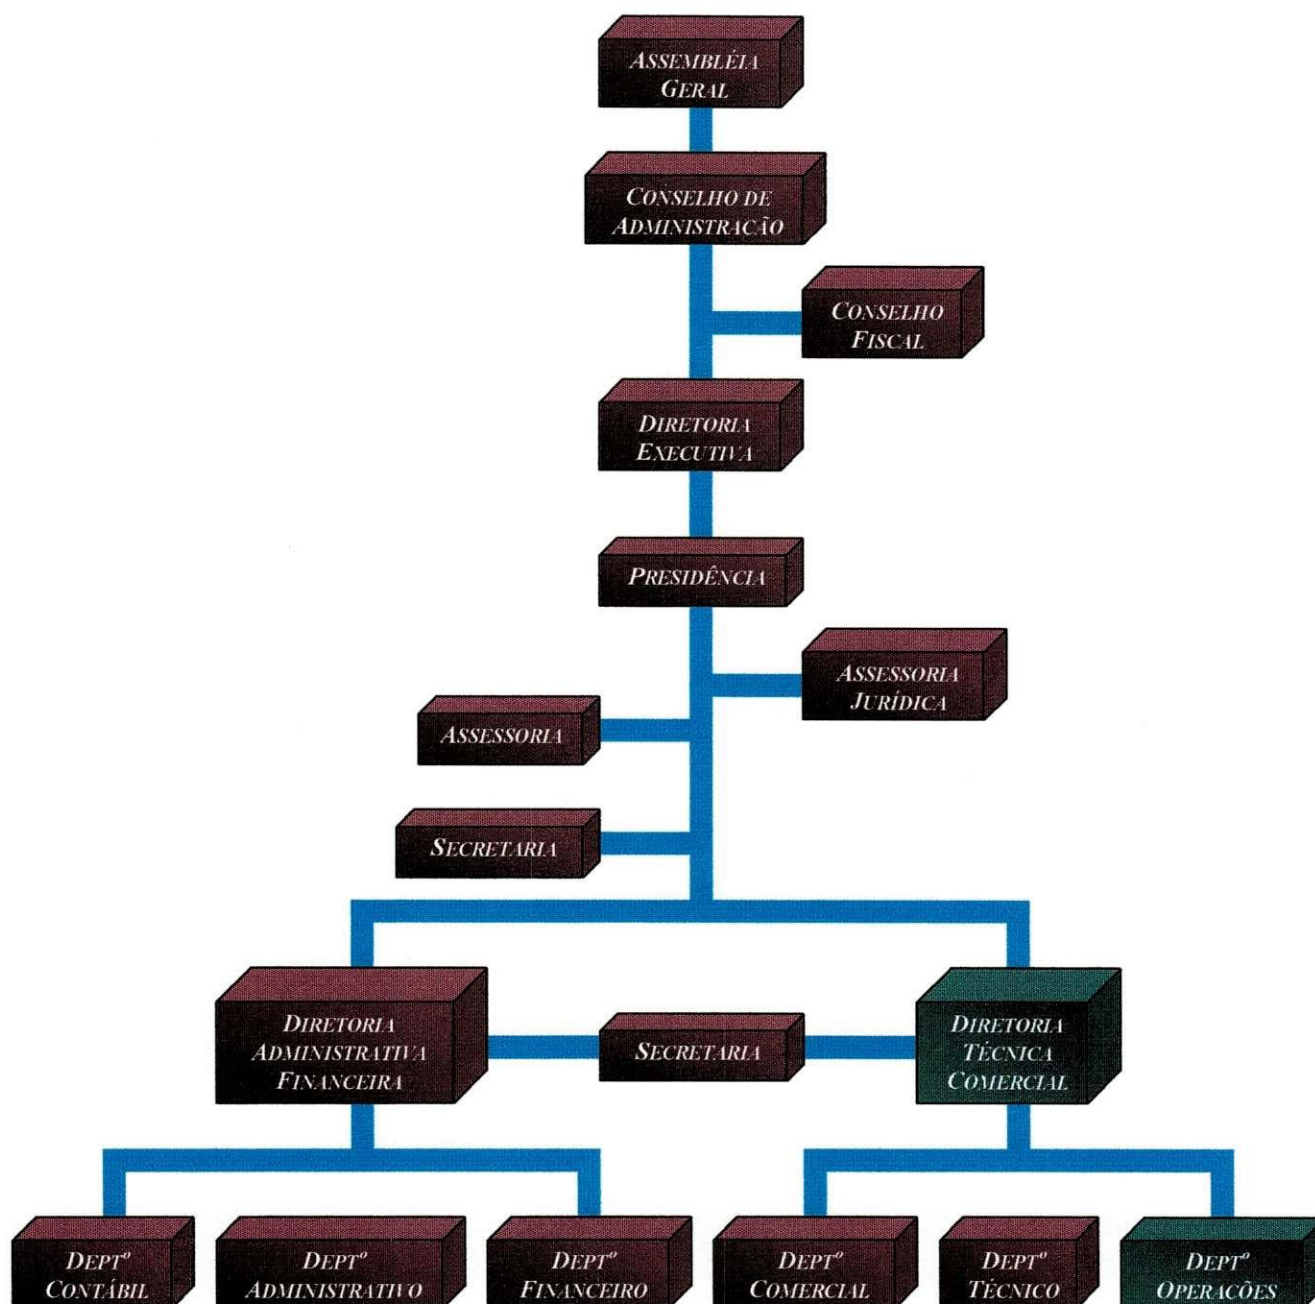 ASSEMBLÉIA
GERAL
CONSELHO DE
ADMINISTRAÇÃO
CONSELHO
FISCAL
DIRETORIA
EXECUTIVA
PRESIDÊNCIA
ASSESSORIA
JURÍDICA
ASSESSORIA
SECRETARIA
DIRETORIA
ADMINISTRATIVA
FINANCEIRA
SECRETARIA
DIRETORIA
TÉCNICA
COMERCIAL
DEPTº
CONTÁBIL
DEPTº
ADMINISTRATIVO
DEPTº
FINANCEIRO
DEPTº
COMERCIAL
DEPTº
TÉCNICO
DEPTº
OPERAÇÕES